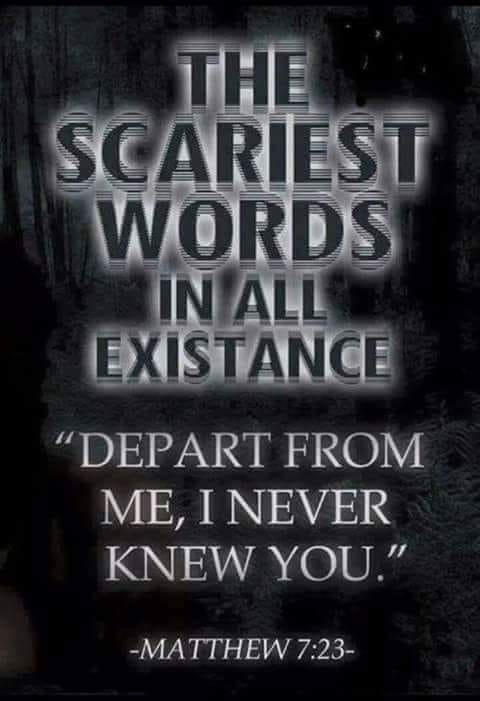 THE
SCARIEST
WORDS
IN ALL
EXISTANCE
“DEPART FROM
ME, I NEVER
KNEW YOU.”
-MATTHEW 7:23-